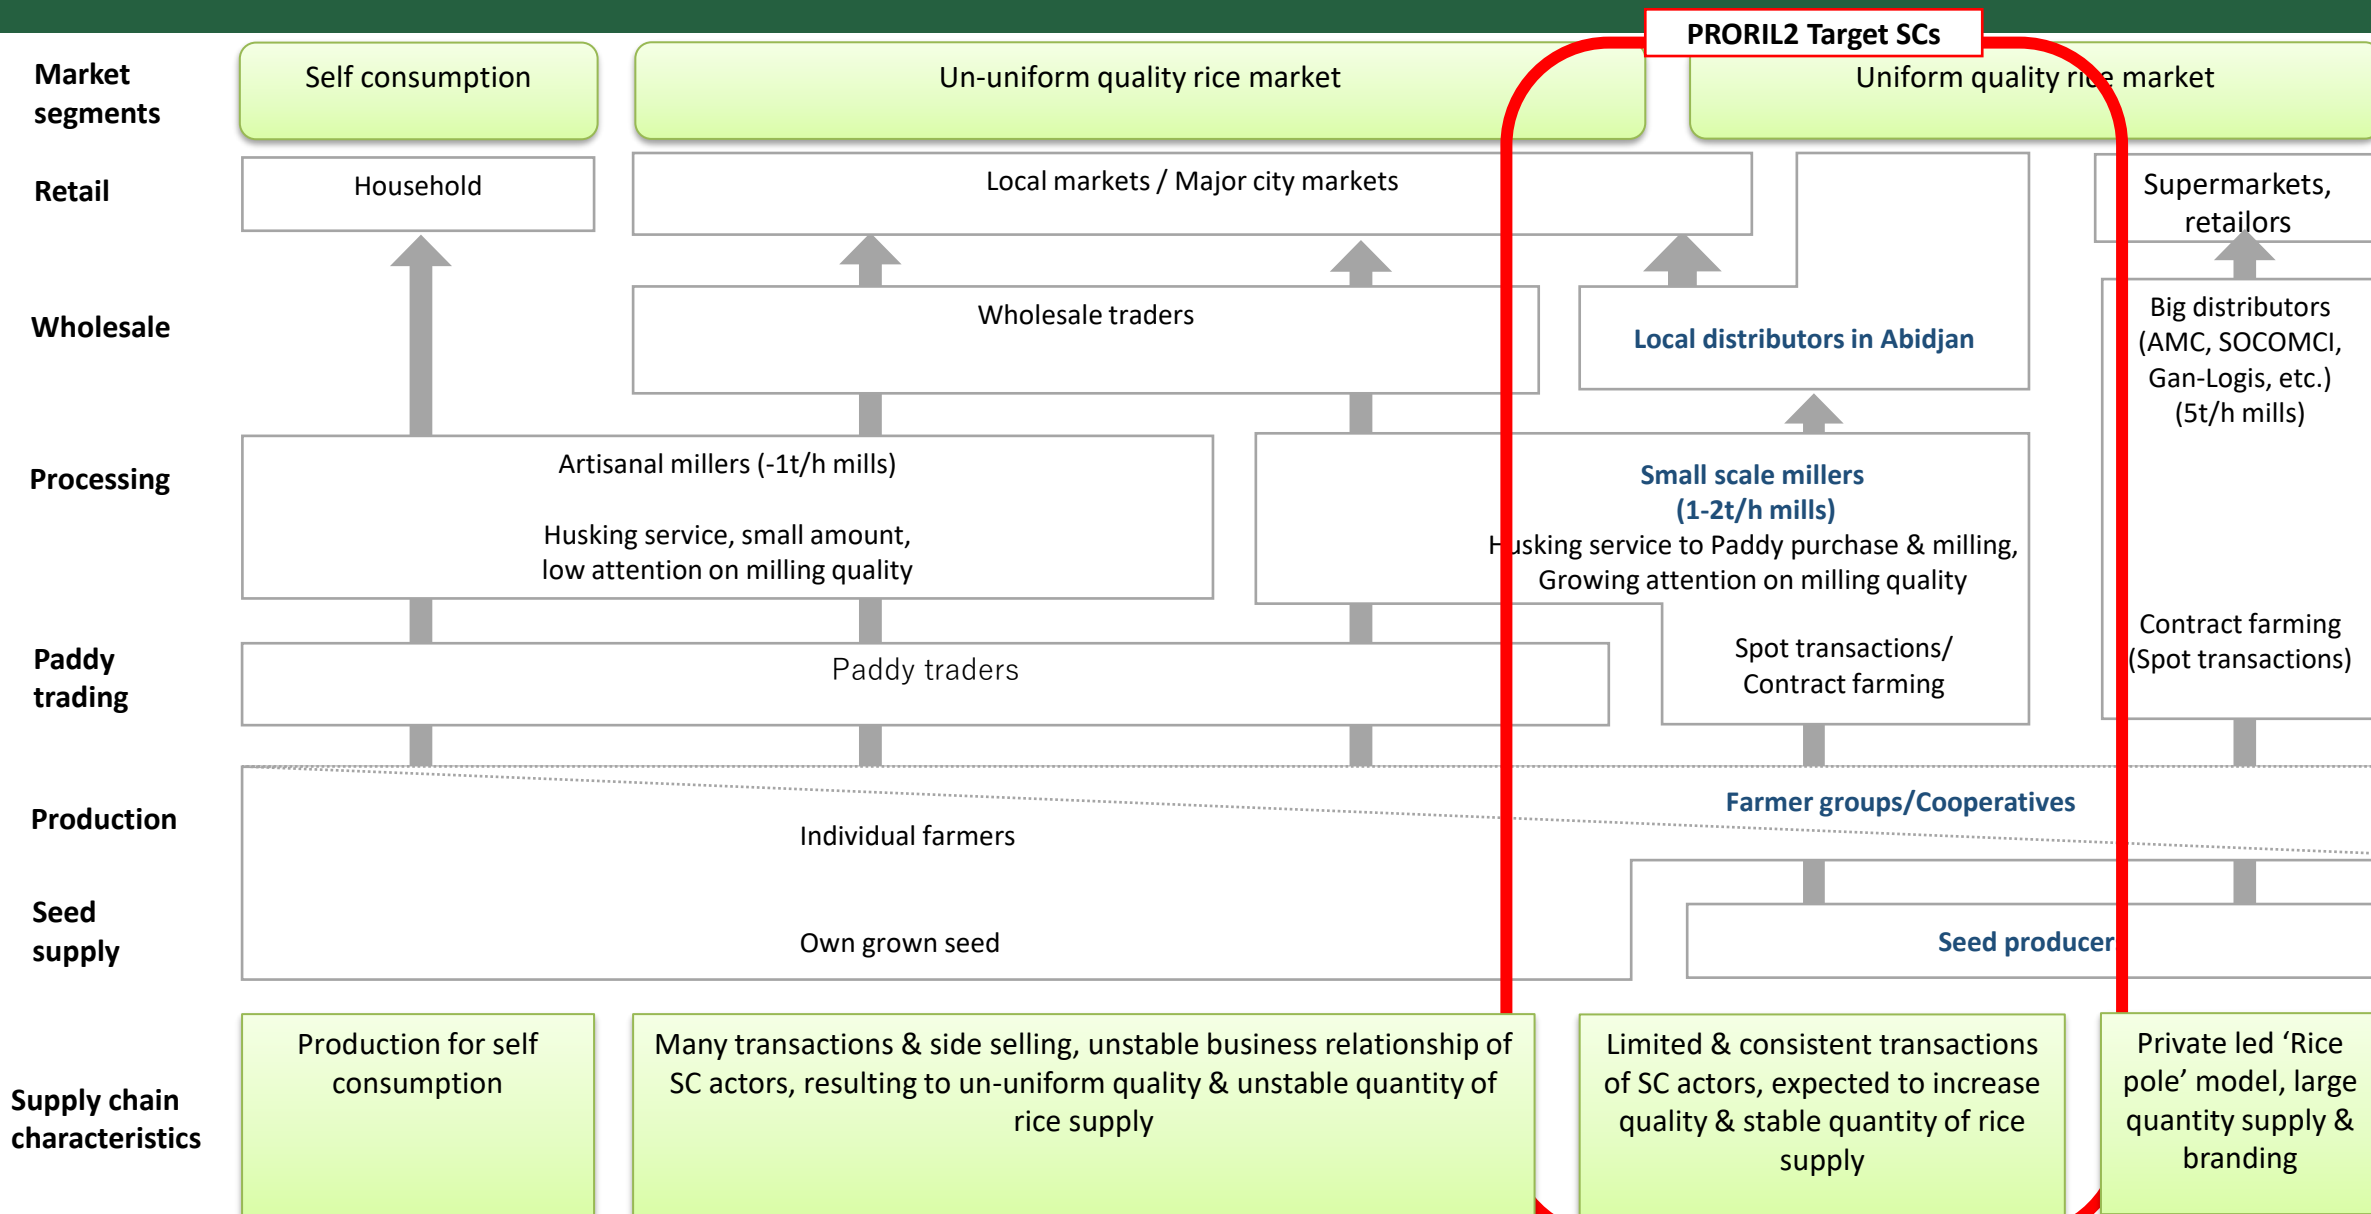 PRORIL2 Target SCs
Market
segments
Self consumption
Un-uniform quality rice market
Uniform quality rice market
Retail
Household
Local markets / Major city markets
Supermarkets,
retailors
Wholesale
Wholesale traders
Local distributors in Abidjan
Big distributors
(AMC, SOCOMCI,
Gan-Logis, etc.)
(5t/h mills)
Processing
Artisanal millers (-1t/h mills)
Husking service, small amount,
low attention on milling quality
Small scale millers
(1-2t/h mills)
Husking service to Paddy purchase & milling,
Growing attention on milling quality
Paddy
trading
Paddy traders
Spot transactions/
Contract farming
Contract farming
(Spot transactions)
Production
Individual farmers
Farmer groups/Cooperatives
Seed
supply
Own grown seed
Seed producer
Supply chain
characteristics
Production for self
consumption
Many transactions & side selling, unstable business relationship of
SC actors, resulting to un-uniform quality & unstable quantity of
rice supply
Limited & consistent transactions
of SC actors, expected to increase
quality & stable quantity of rice
supply
Private led ‘Rice
pole’ model, large
quantity supply &
branding